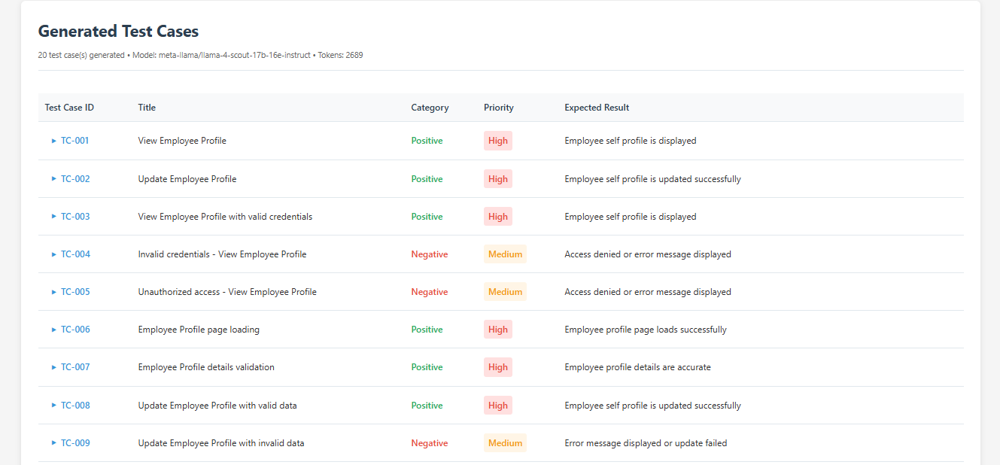 Generated Test Cases
20 test case(s) generated • Model: meta-llama/llama-4-scout-17b-16e-instruct • Tokens: 2689
Test Case ID Title Category Priority Expected Result
▸ TC-001 View Employee Profile Positive High Employee self profile is displayed
▸ TC-002 Update Employee Profile Positive High Employee self profile is updated successfully
▸ TC-003 View Employee Profile with valid credentials Positive High Employee self profile is displayed
▸ TC-004 Invalid credentials - View Employee Profile Negative Medium Access denied or error message displayed
▸ TC-005 Unauthorized access - View Employee Profile Negative Medium Access denied or error message displayed
▸ TC-006 Employee Profile page loading Positive High Employee profile page loads successfully
▸ TC-007 Employee Profile details validation Positive High Employee profile details are accurate
▸ TC-008 Update Employee Profile with valid data Positive High Employee self profile is updated successfully
▸ TC-009 Update Employee Profile with invalid data Negative Medium Error message displayed or update failed